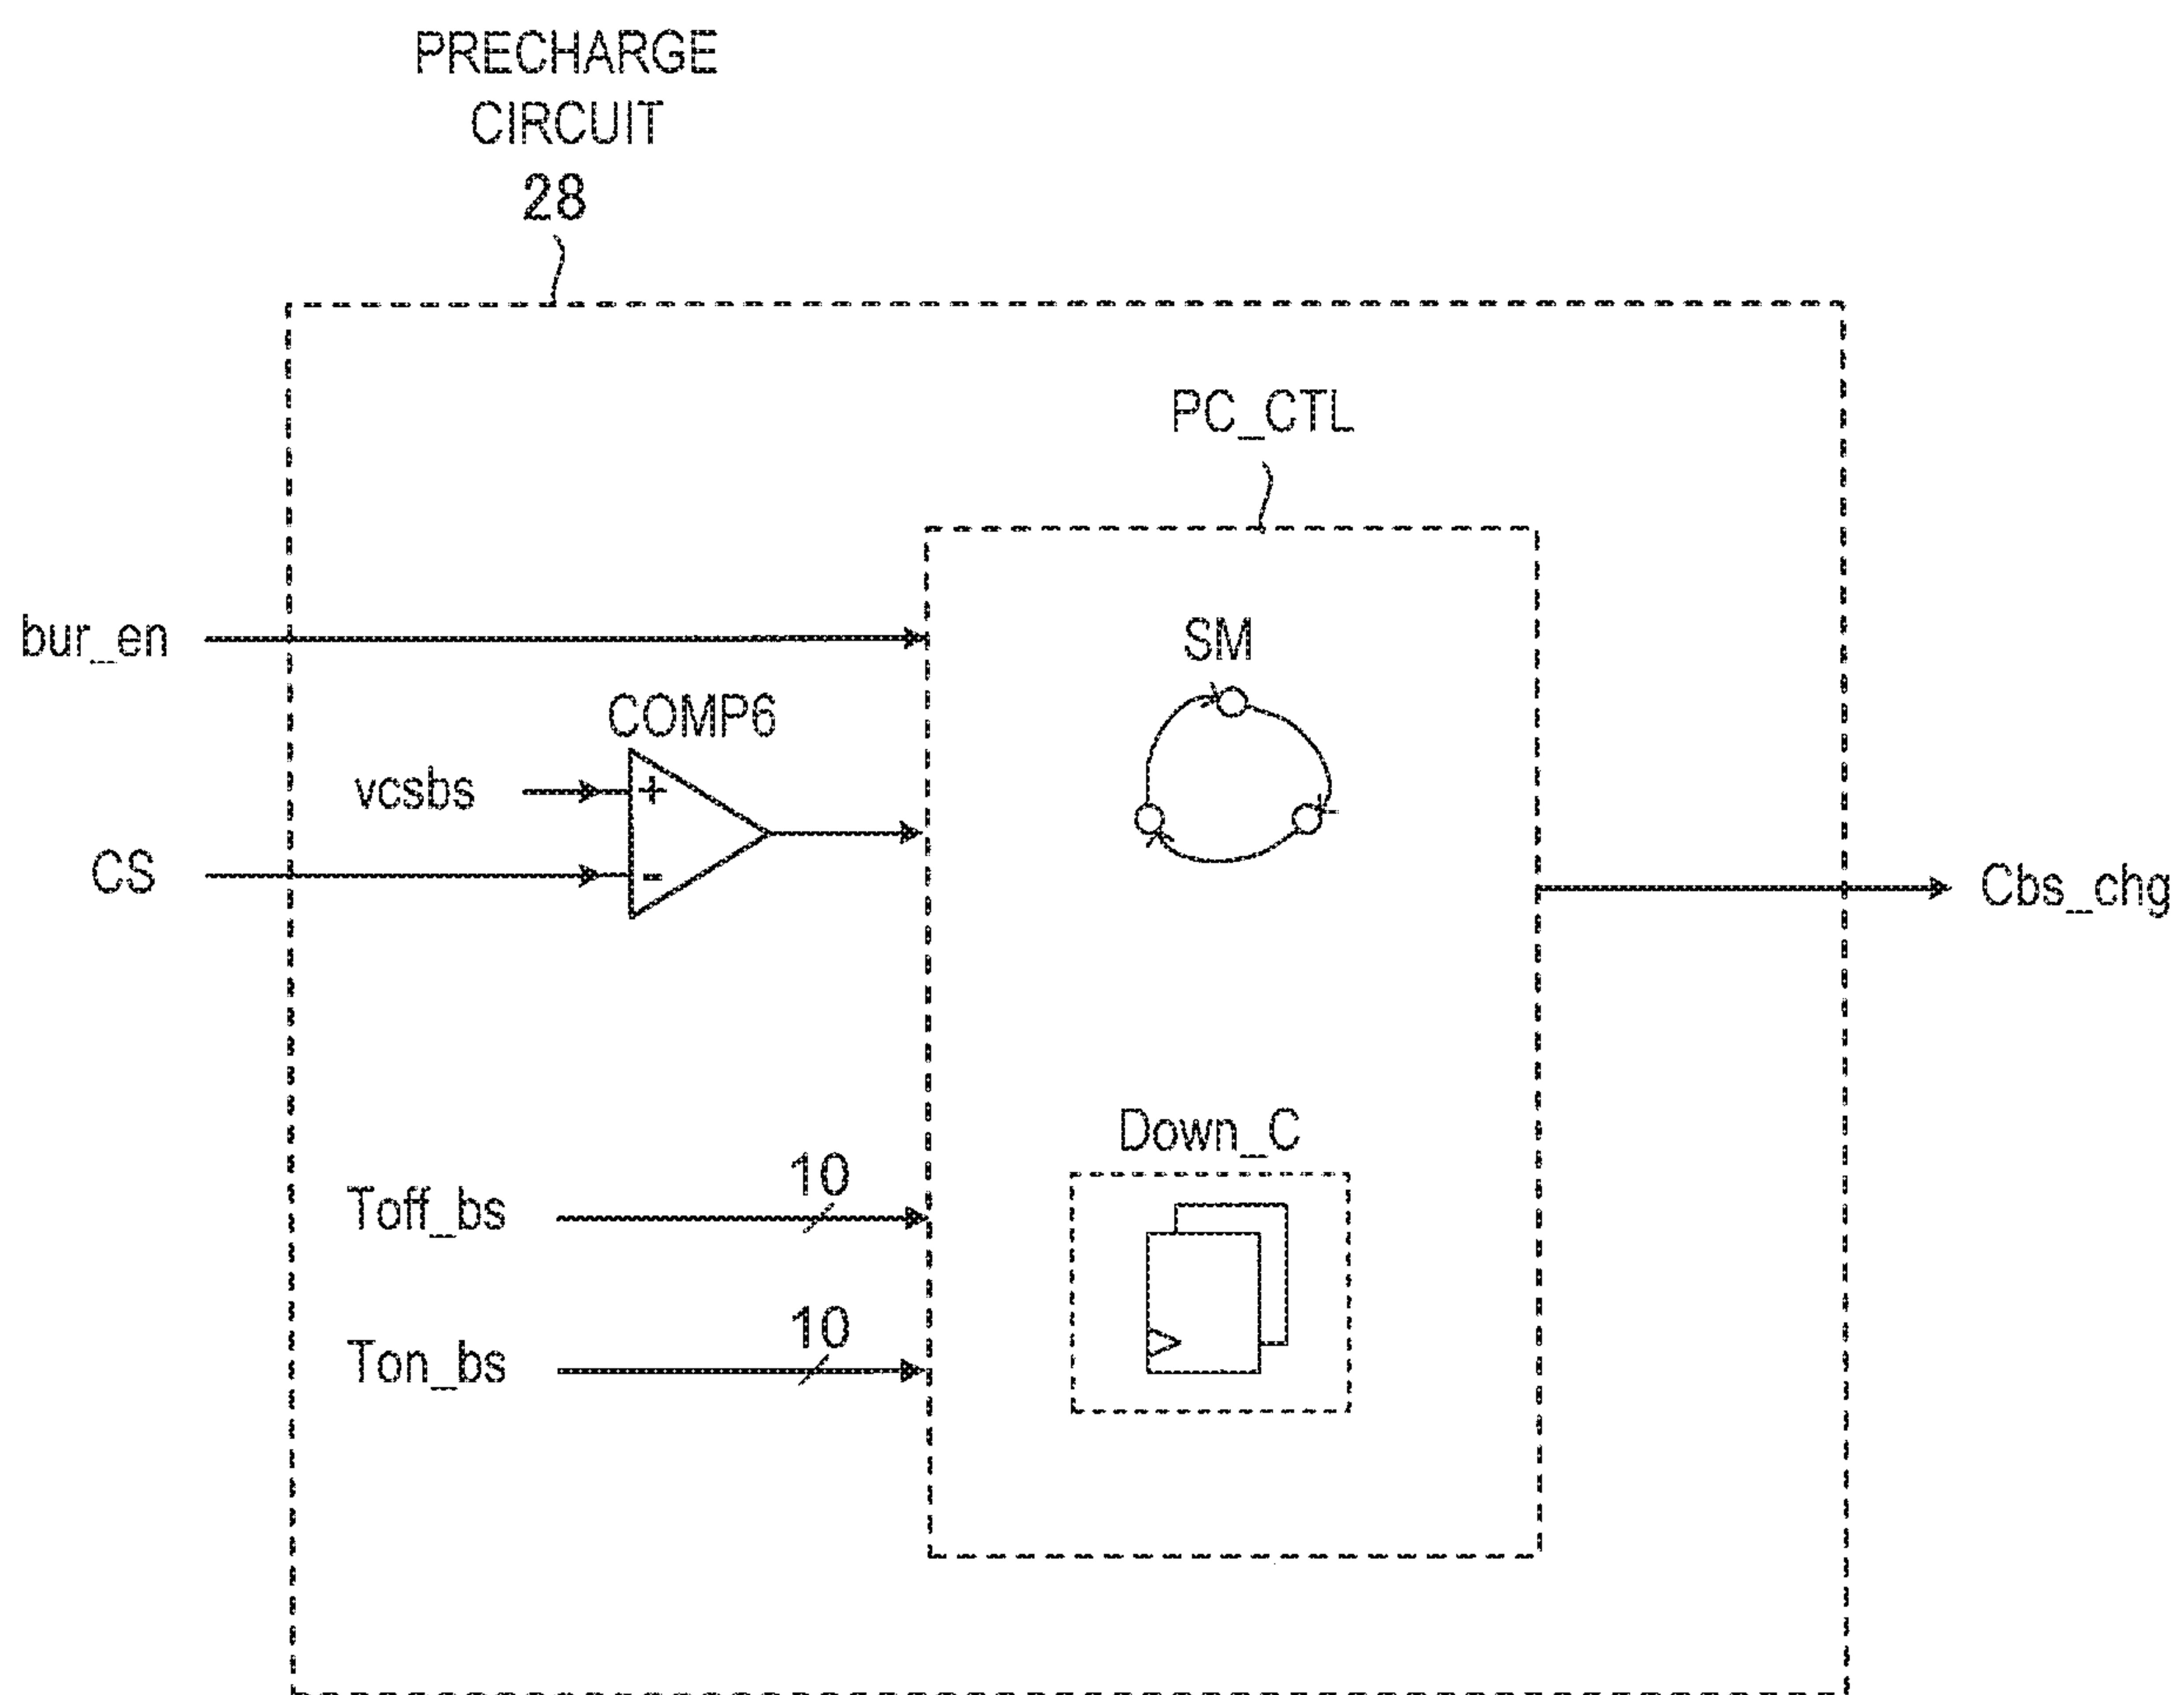 PRECHARGE
CIRCUIT
28
PC_CTL
bur_en
SM
COMP6
vcsbs
+
CS
-
Cbs_chg
Down_C
10
Toff_bs
10
Ton_bs